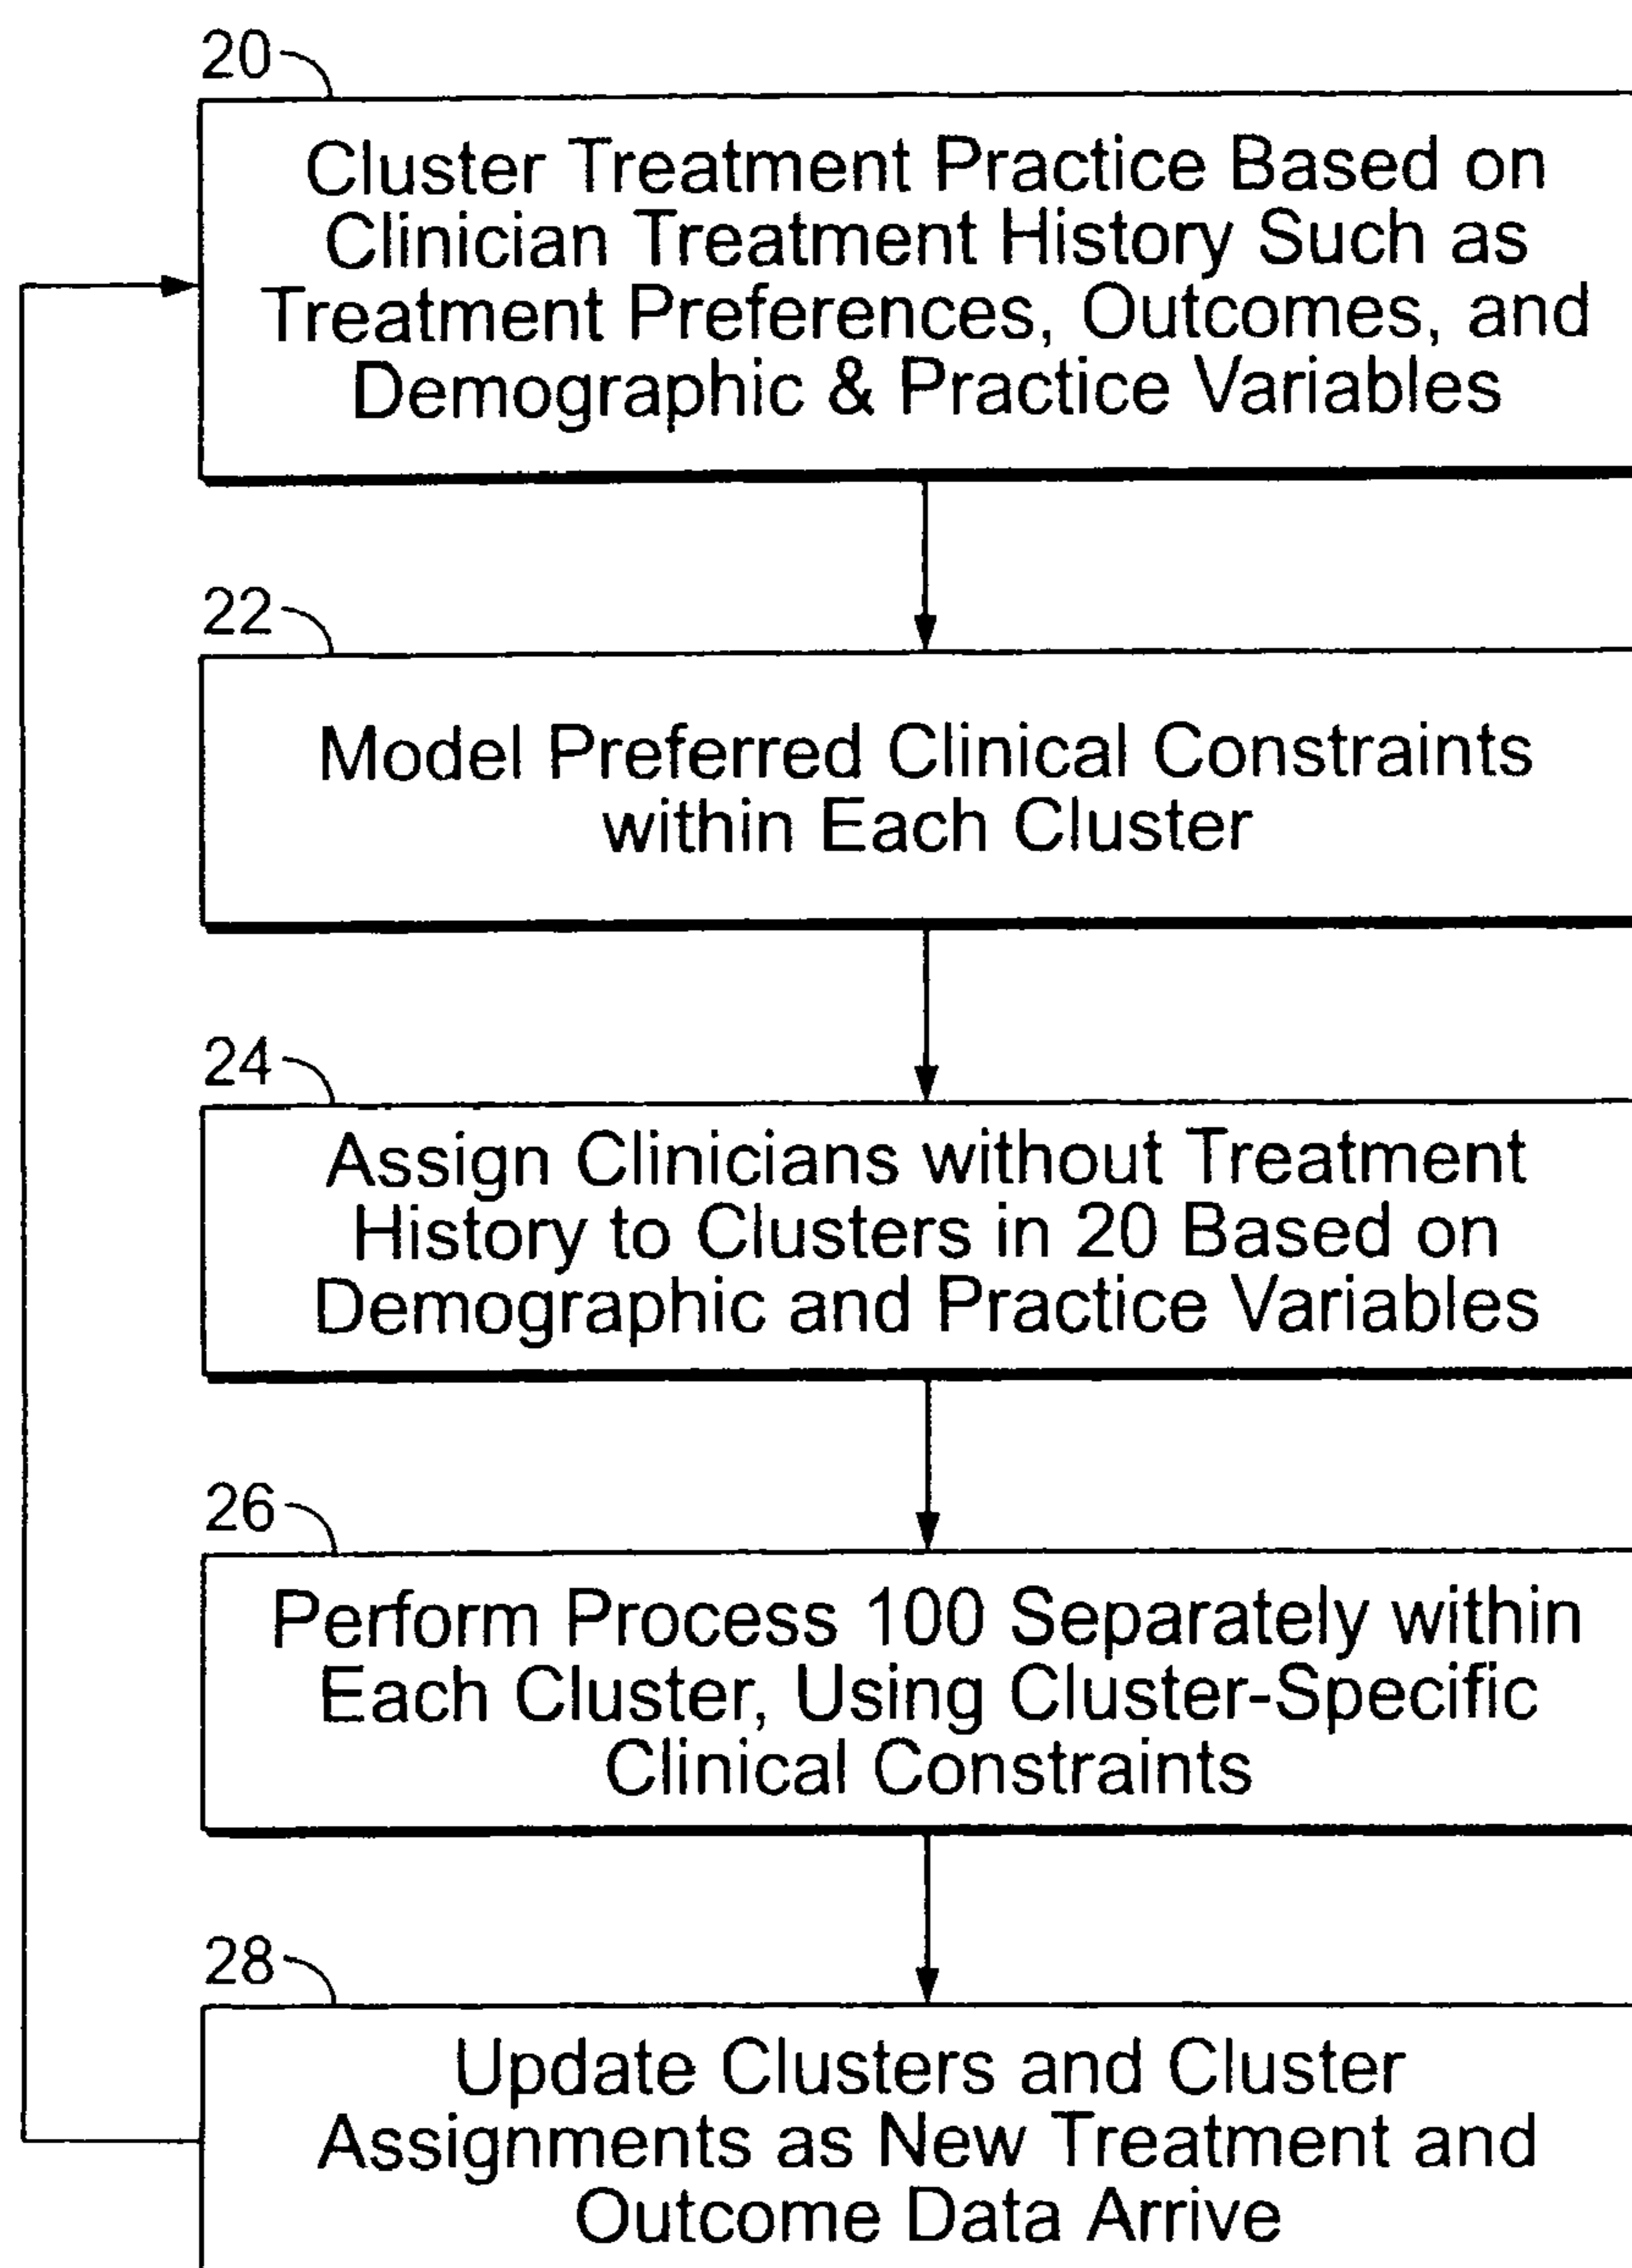 20
Cluster Treatment Practice Based on
Clinician Treatment History Such as
Treatment Preferences, Outcomes, and
Demographic & Practice Variables
22
Model Preferred Clinical Constraints
within Each Cluster
24
Assign Clinicians without Treatment
History to Clusters in 20 Based on
Demographic and Practice Variables
26
Perform Process 100 Separately within
Each Cluster, Using Cluster-Specific
Clinical Constraints
28
Update Clusters and Cluster
Assignments as New Treatment and
Outcome Data Arrive